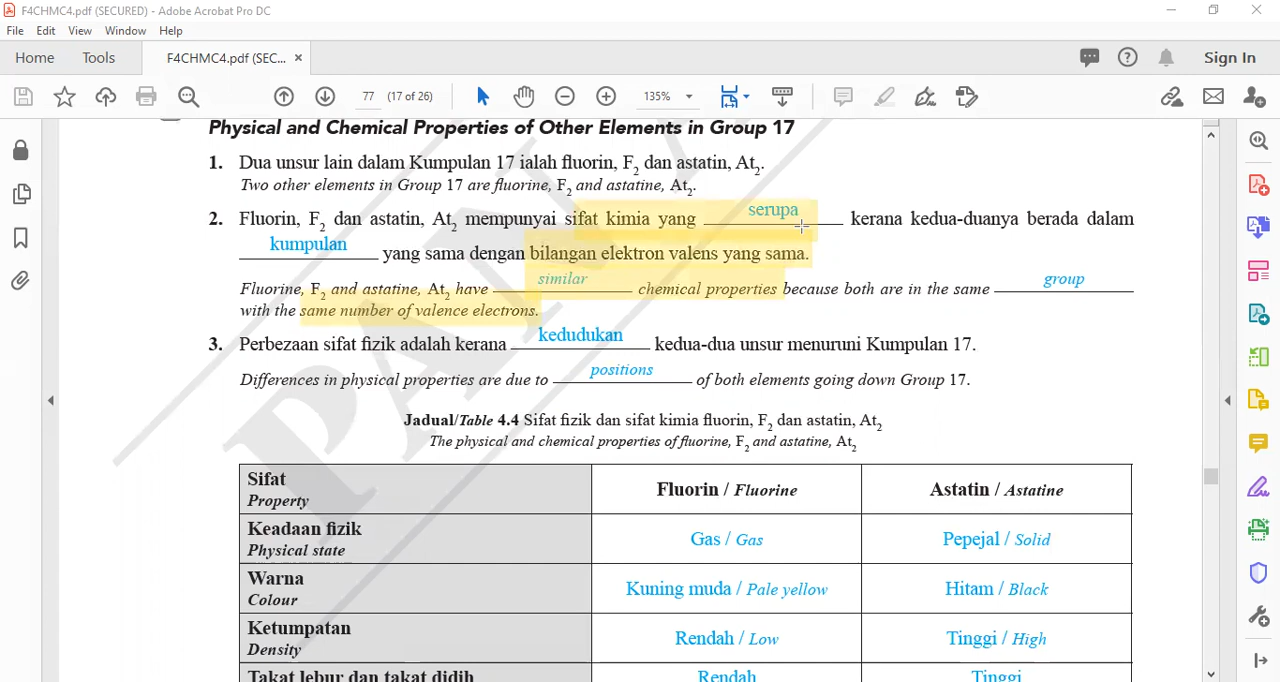 F4CHMC4.pdf (SECURED) - Adobe Acrobat Pro DC
File Edit View Window Help
Home Tools F4CHMC4.pdf (SEC... × Sign In
77 (17 of 26) 135%
Physical and Chemical Properties of Other Elements in Group 17
1. Dua unsur lain dalam Kumpulan 17 ialah fluorin, F2 dan astatin, At2.
Two other elements in Group 17 are fluorine, F2 and astatine, At2.
2. Fluorin, F2 dan astatin, At2 mempunyai sifat kimia yang serupa kerana kedua-duanya berada dalam
kumpulan yang sama dengan bilangan elektron valens yang sama.
Fluorine, F2 and astatine, At2 have similar chemical properties because both are in the same group
with the same number of valence electrons.
3. Perbezaan sifat fizik adalah kerana kedudukan kedua-dua unsur menuruni Kumpulan 17.
Differences in physical properties are due to positions of both elements going down Group 17.
Jadual/Table 4.4 Sifat fizik dan sifat kimia fluorin, F2 dan astatin, At2
The physical and chemical properties of fluorine, F2 and astatine, At2
Sifat
Property
Fluorin / Fluorine
Astatin / Astatine
Keadaan fizik
Physical state
Gas / Gas
Pepejal / Solid
Warna
Colour
Kuning muda / Pale yellow
Hitam / Black
Ketumpatan
Density
Rendah / Low
Tinggi / High
Takat lebur dan takat didih
Rendah
Tinggi